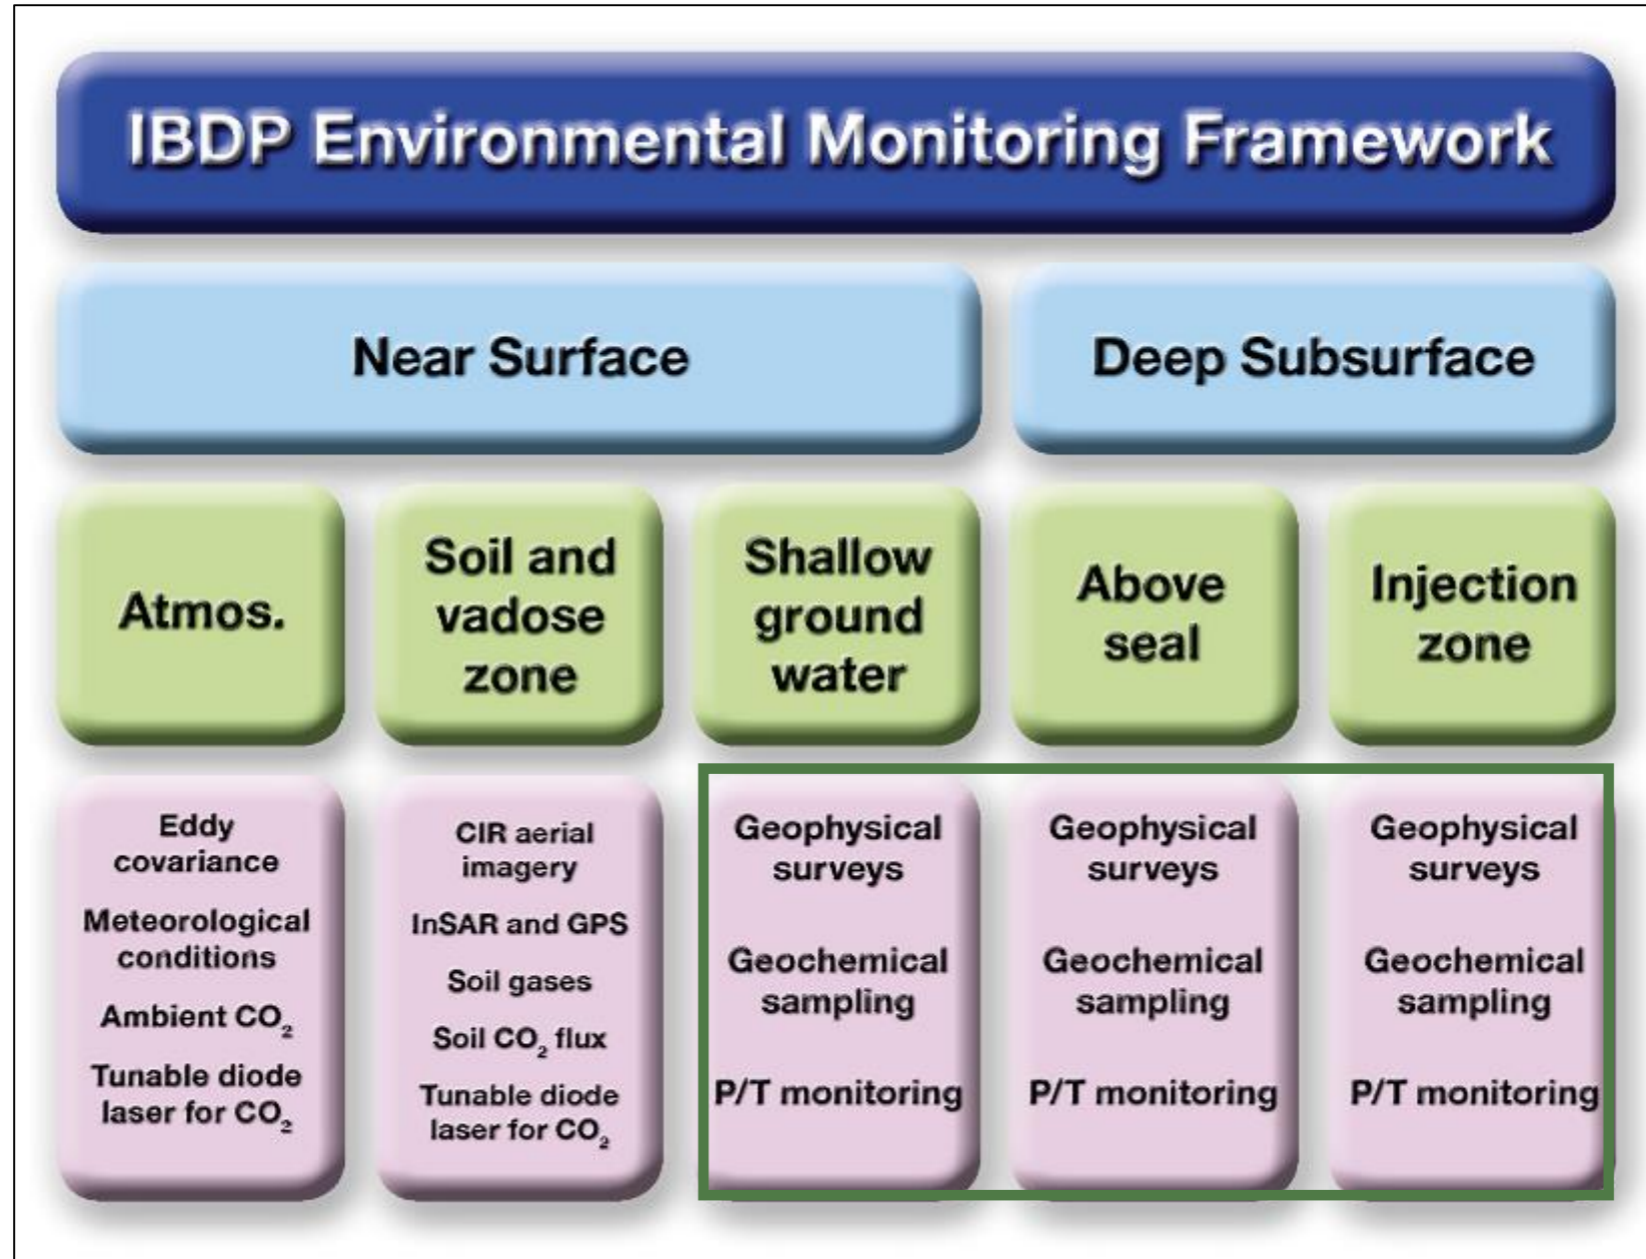 IBDP Environmental Monitoring Framework
Near Surface
Deep Subsurface
Atmos.
Soil and
vadose
zone
Shallow
ground
water
Above
seal
Injection
zone
Eddy
covariance
Meteorological
conditions
Ambient CO₂
Tunable diode
laser for CO₂
CIR aerial
imagery
InSAR and GPS
Soil gases
Soil CO₂ flux
Tunable diode
laser for CO₂
Geophysical
surveys
Geochemical
sampling
P/T monitoring
Geophysical
surveys
Geochemical
sampling
P/T monitoring
Geophysical
surveys
Geochemical
sampling
P/T monitoring